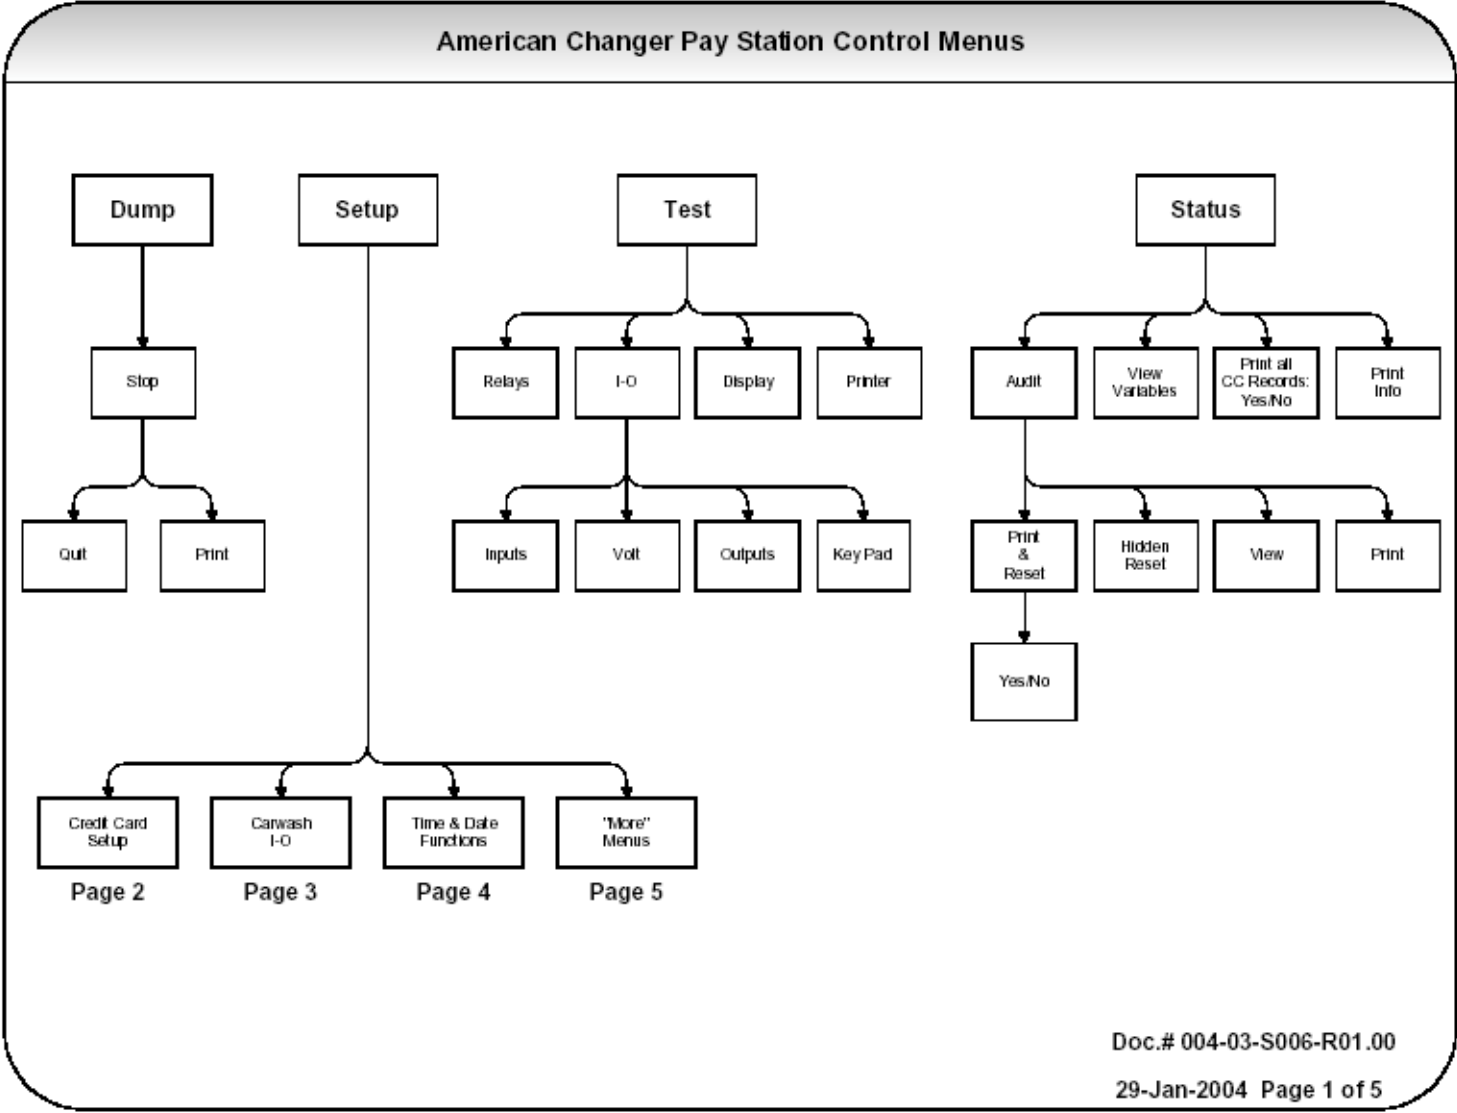 American Changer Pay Station Control Menus
Dump
Setup
Test
Status
Stop
Relays
I-O
Display
Printer
Audit
View
Variables
Print all
CC Records:
Yes/No
Print
Info
Quit
Print
Inputs
Volt
Outputs
Key Pad
Print
&
Reset
Hidden
Reset
View
Print
Yes/No
Credit Card
Setup
Carwash
I-O
Time & Date
Functions
"More"
Menus
Page 2
Page 3
Page 4
Page 5
Doc.# 004-03-S006-R01.00
29-Jan-2004 Page 1 of 5